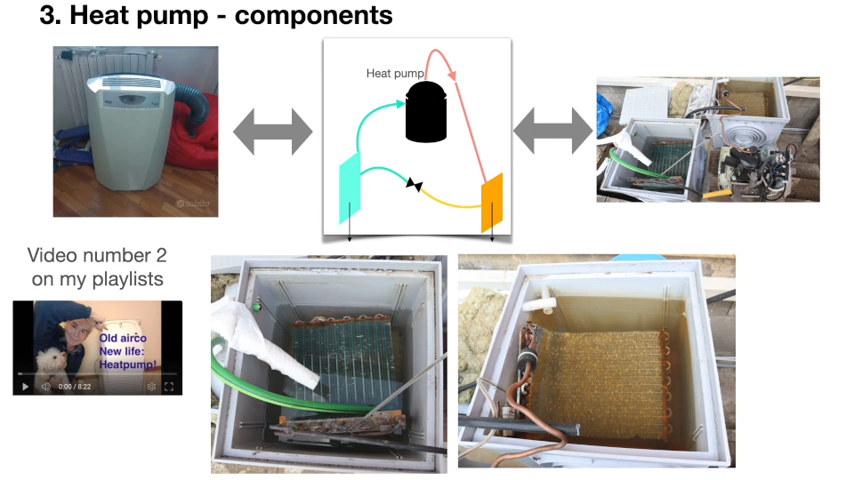 3. Heat pump - components
Heat pump
subito
Video number 2
on my playlists
Old airco
New life:
Heatpump!
0:00 / 8:22